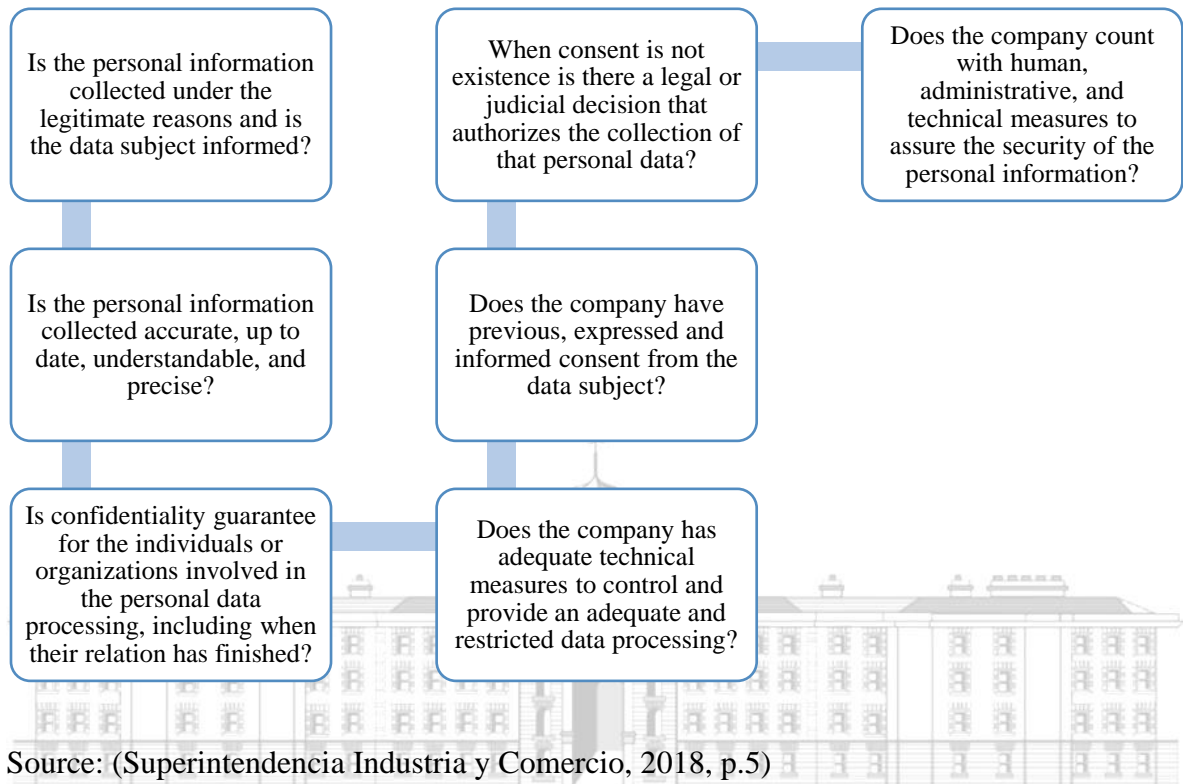 Is the personal information
collected under the
legitimate reasons and is
the data subject informed?
Is the personal information
collected accurate, up to
date, understandable, and
precise?
Is confidentiality guarantee
for the individuals or
organizations involved in
the personal data
processing, including when
their relation has finished?
Does the company has
adequate technical
measures to control and
provide an adequate and
restricted data processing?
Does the company have
previous, expressed and
informed consent from the
data subject?
When consent is not
existence is there a legal or
judicial decision that
authorizes the collection of
that personal data?
Does the company count
with human,
administrative, and
technical measures to
assure the security of the
personal information?
Source: (Superintendencia Industria y Comercio, 2018, p.5)